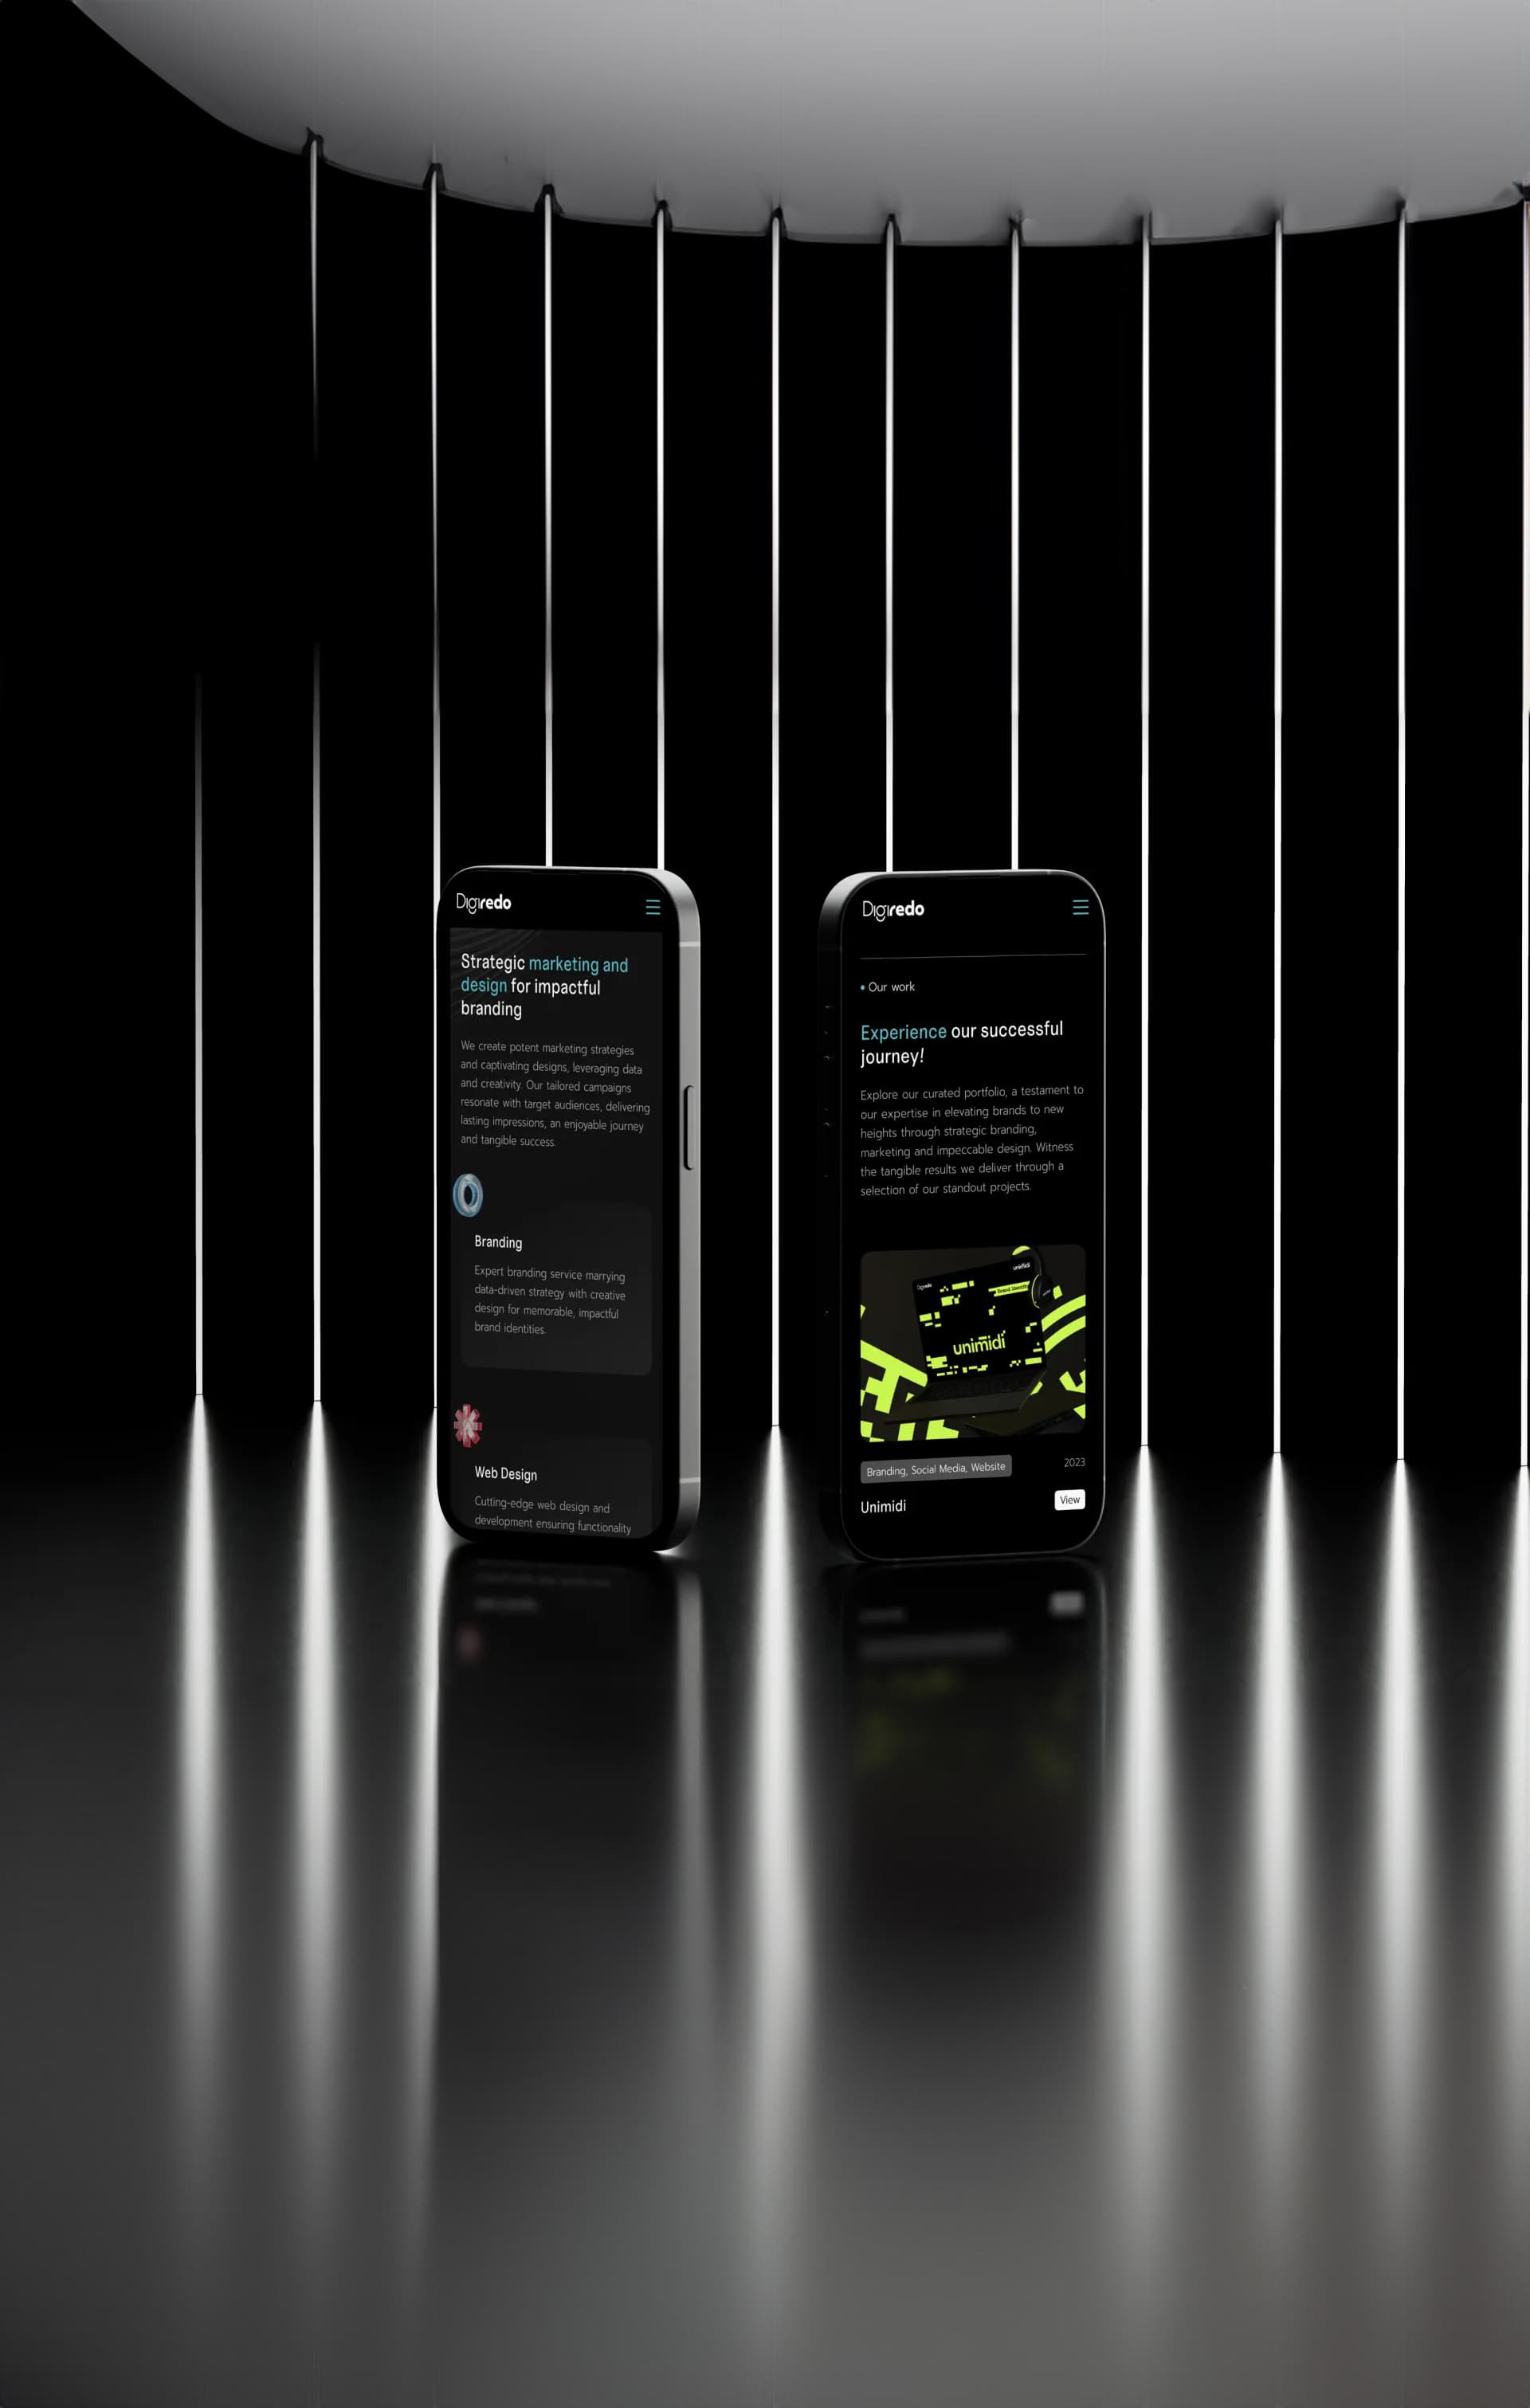 Digiredo
Strategic marketing and
design for impactful
branding
We create potent marketing strategies
and captivating designs, leveraging data
and creativity. Our tailored campaigns
resonate with target audiences, delivering
lasting impressions, an enjoyable journey
and tangible success.
Branding
Expert branding service marrying
data-driven strategy with creative
design for memorable, impactful
brand identities.
Web Design
Cutting-edge web design and
development ensuring functionality
Digiredo
Our work
Experience our successful
journey!
Explore our curated portfolio, a testament to
our expertise in elevating brands to new
heights through strategic branding,
marketing and impeccable design. Witness
the tangible results we deliver through a
selection of our standout projects.
Digiredo
unimidi
Brand Identity
unimidi
Branding, Social Media, Website
2023
Unimidi
View